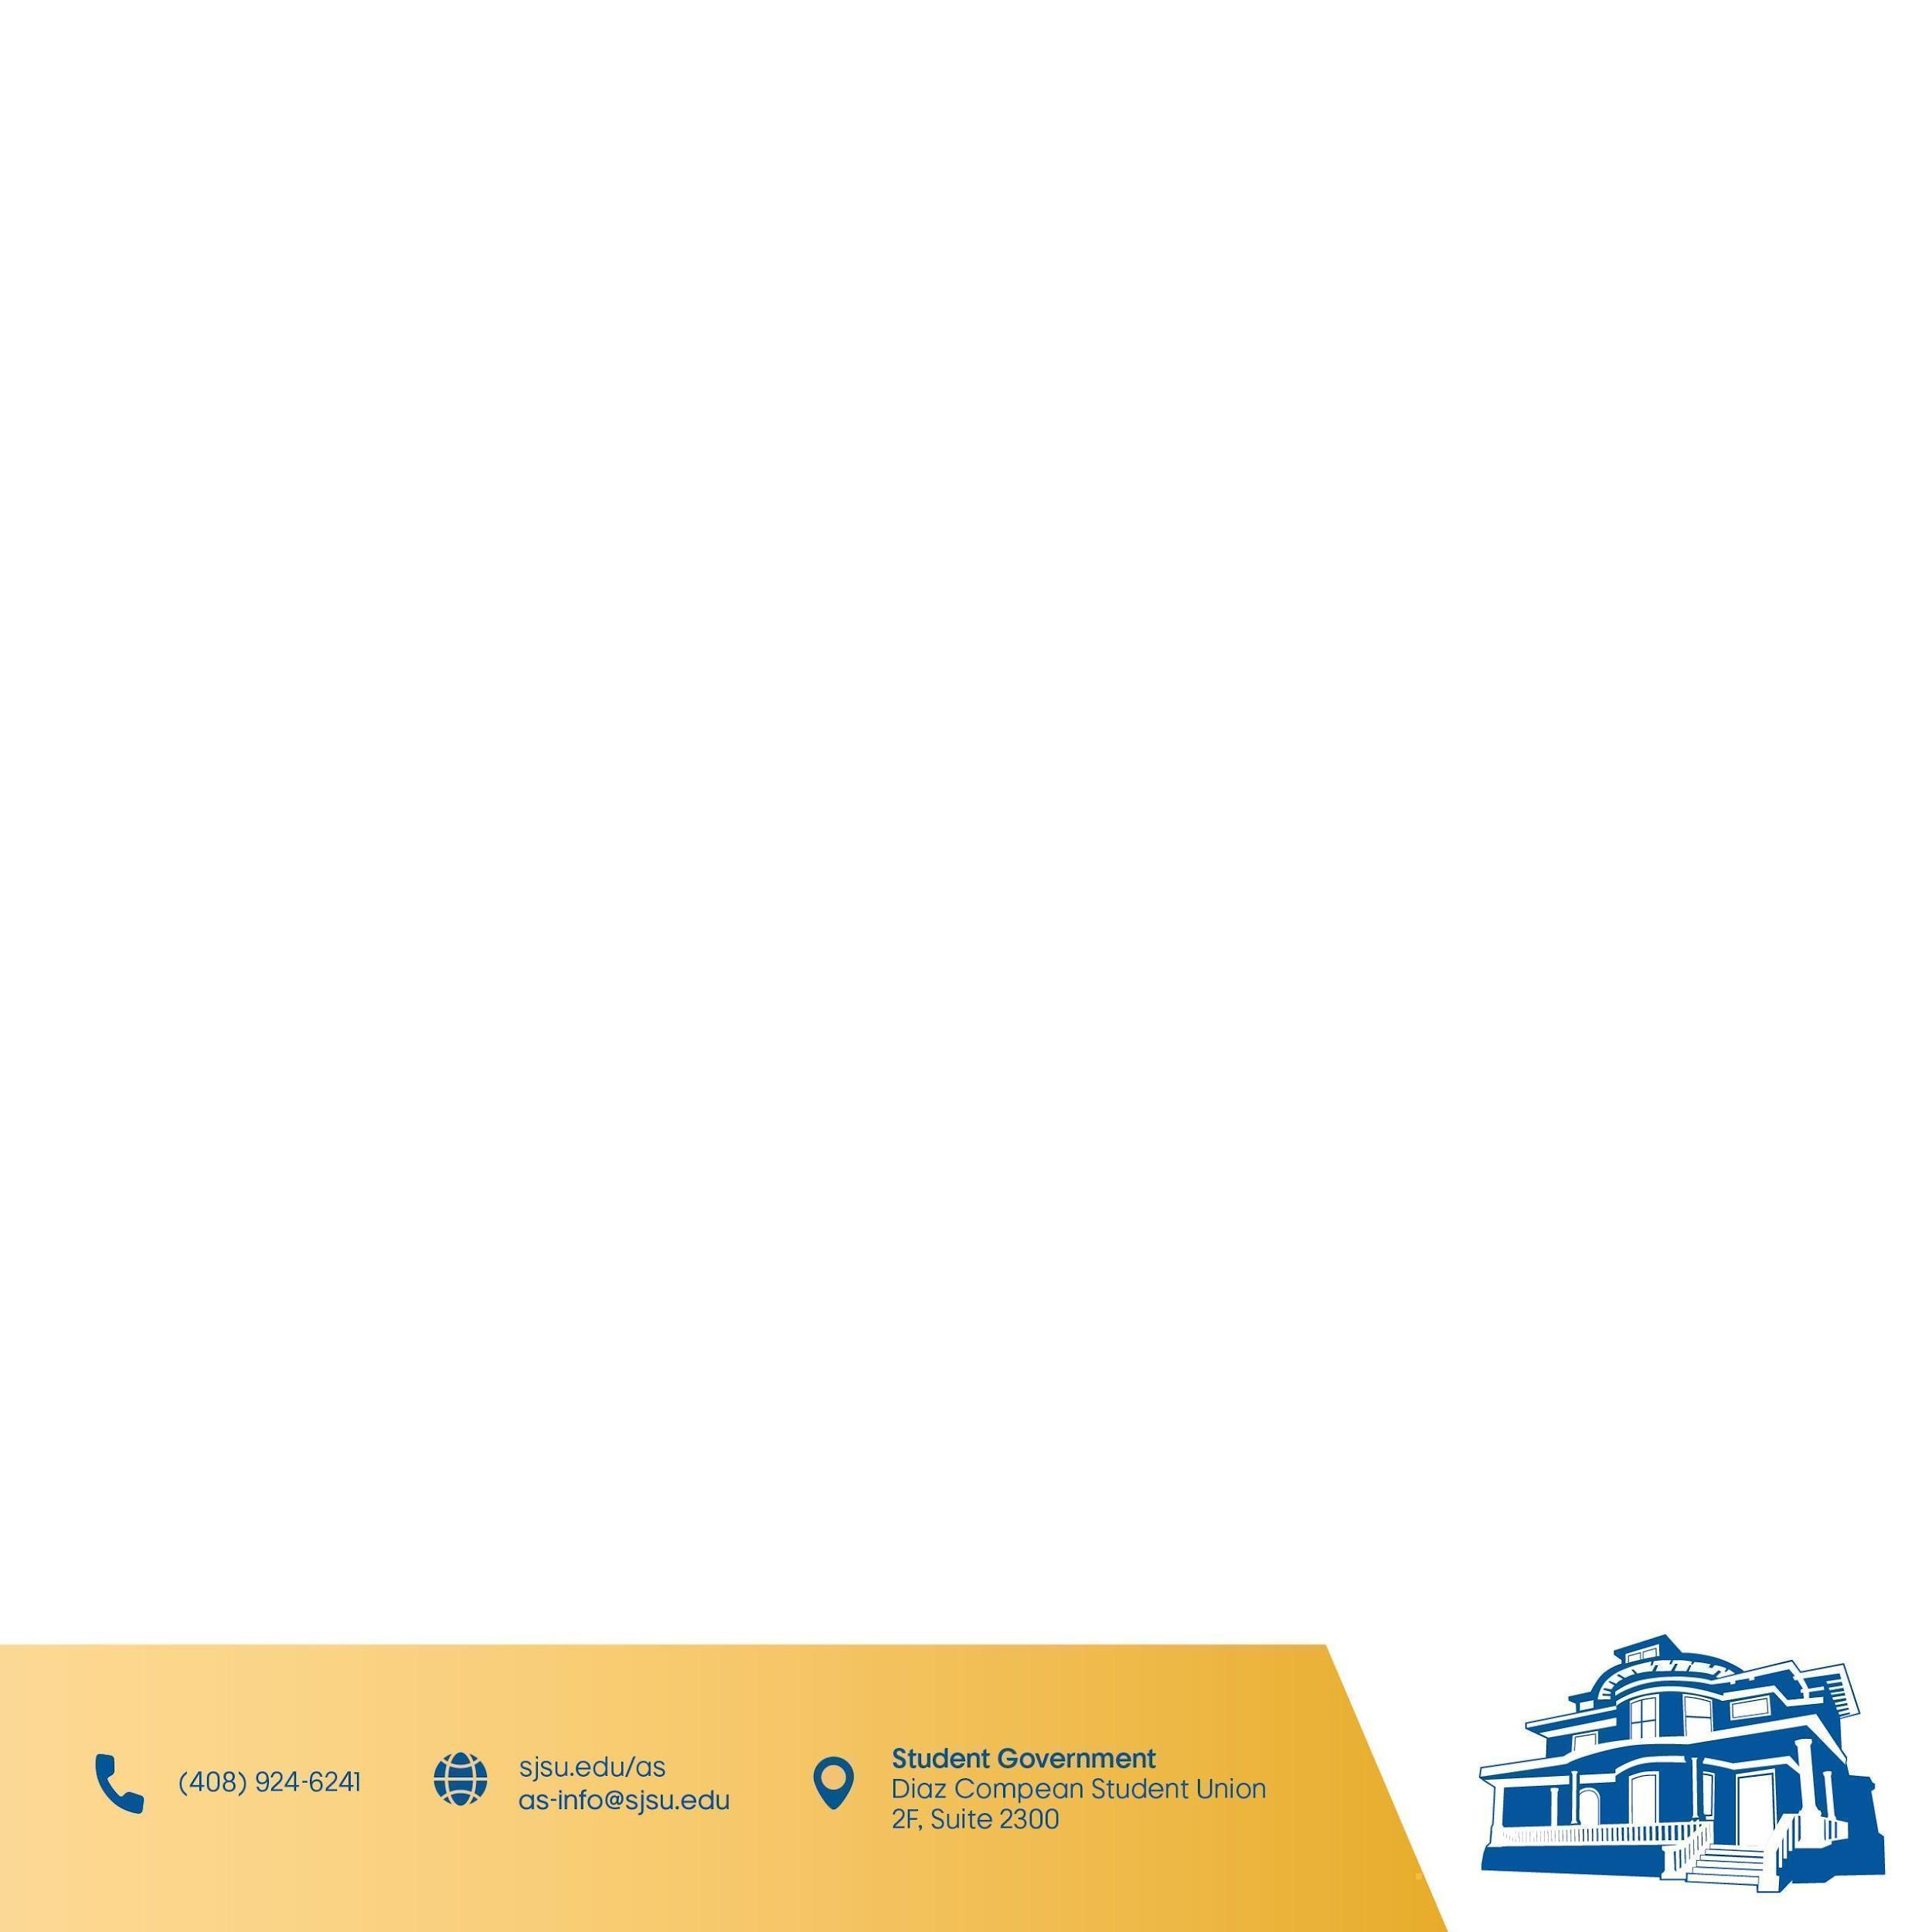 (408) 924-6241
sjsu.edu/as
as-info@sjsu.edu
Student Government
Diaz Compean Student Union
2F, Suite 2300